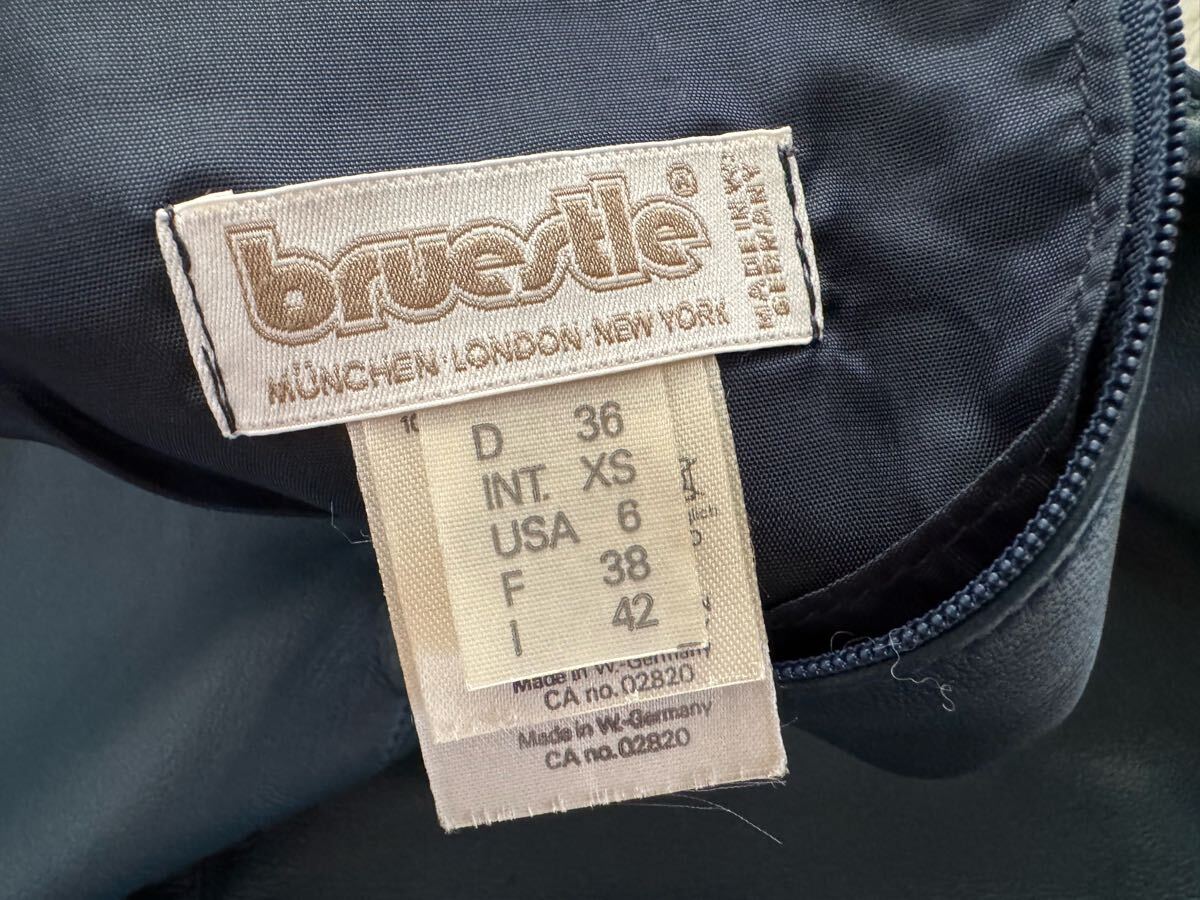 bruestle®
MÜNCHEN·LONDON·NEW YORK
MADE IN W.
GERMANY
10
D 36
INT. XS
USA 6
F 38
I 42
Made in W.-Germany
CA no. 02820
Made in W.-Germany
CA no. 02820